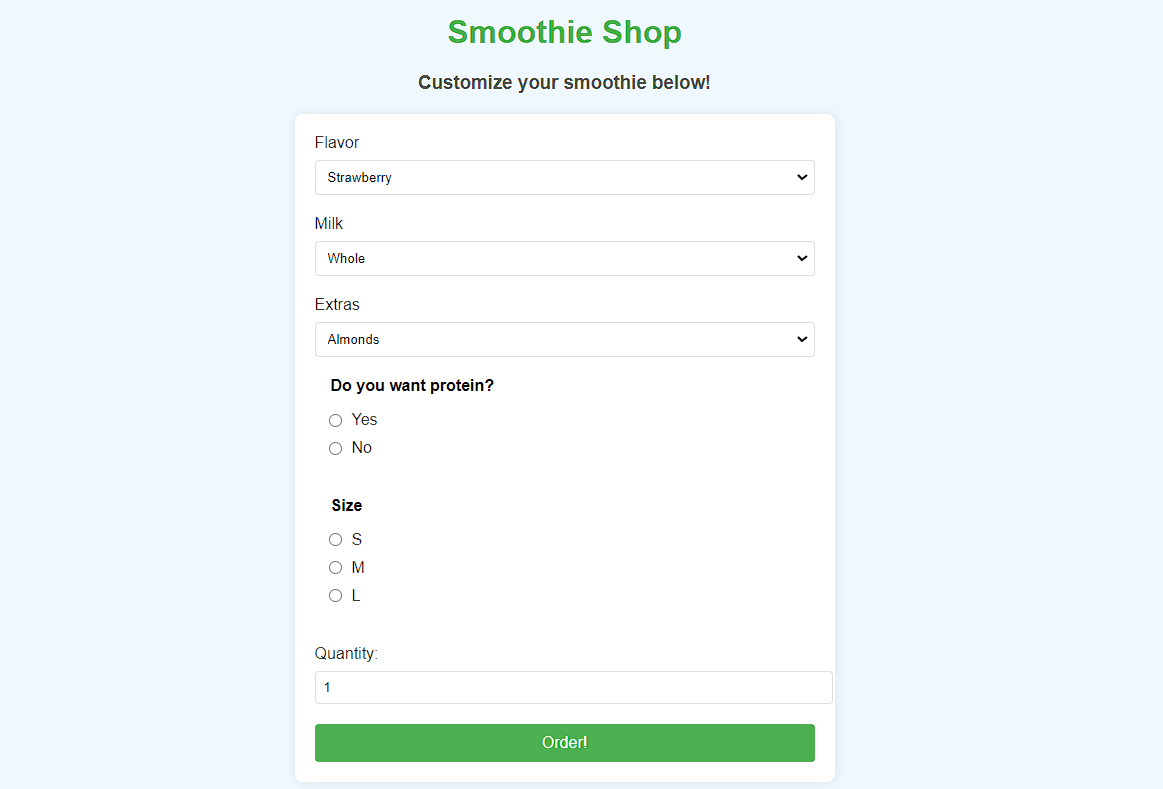 Smoothie Shop
Customize your smoothie below!
Flavor
Strawberry
Milk
Whole
Extras
Almonds
Do you want protein?
Yes
No
Size
S
M
L
Quantity:
1
Order!